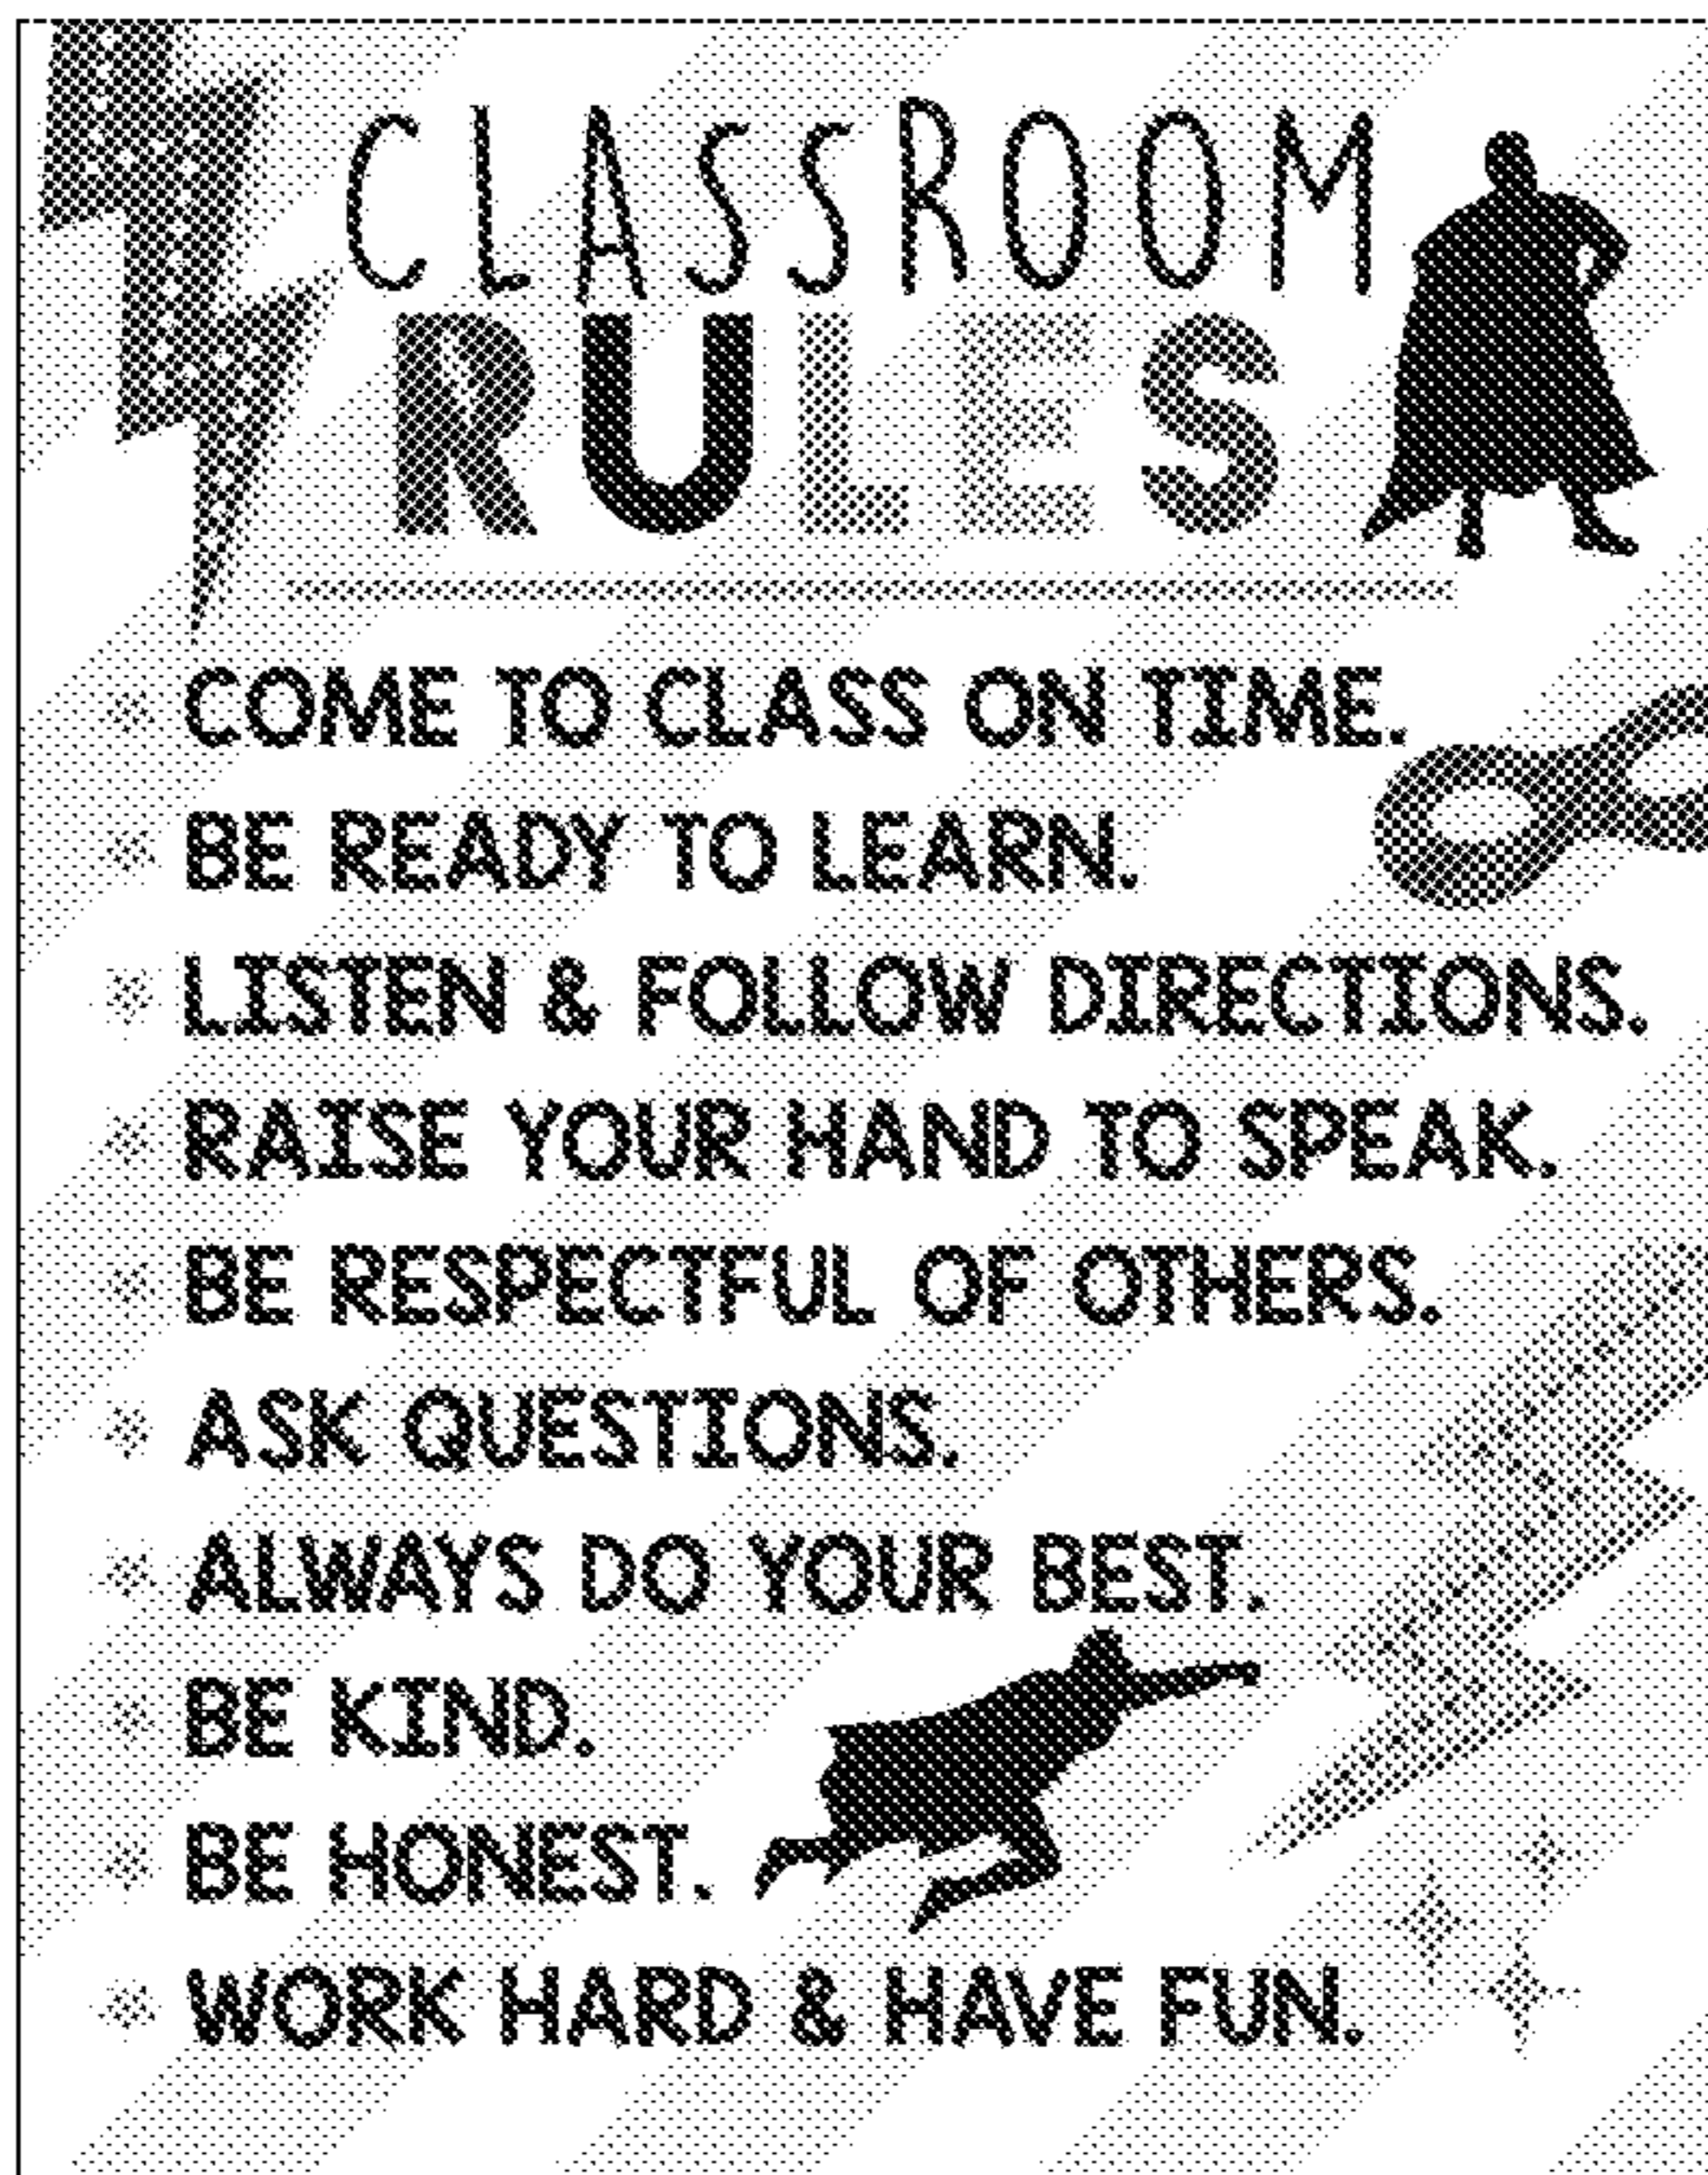 CLASSROOM
RULES
COME TO CLASS ON TIME.
BE READY TO LEARN.
LISTEN & FOLLOW DIRECTIONS.
RAISE YOUR HAND TO SPEAK.
BE RESPECTFUL OF OTHERS.
ASK QUESTIONS.
ALWAYS DO YOUR BEST.
BE KIND.
BE HONEST.
WORK HARD & HAVE FUN.